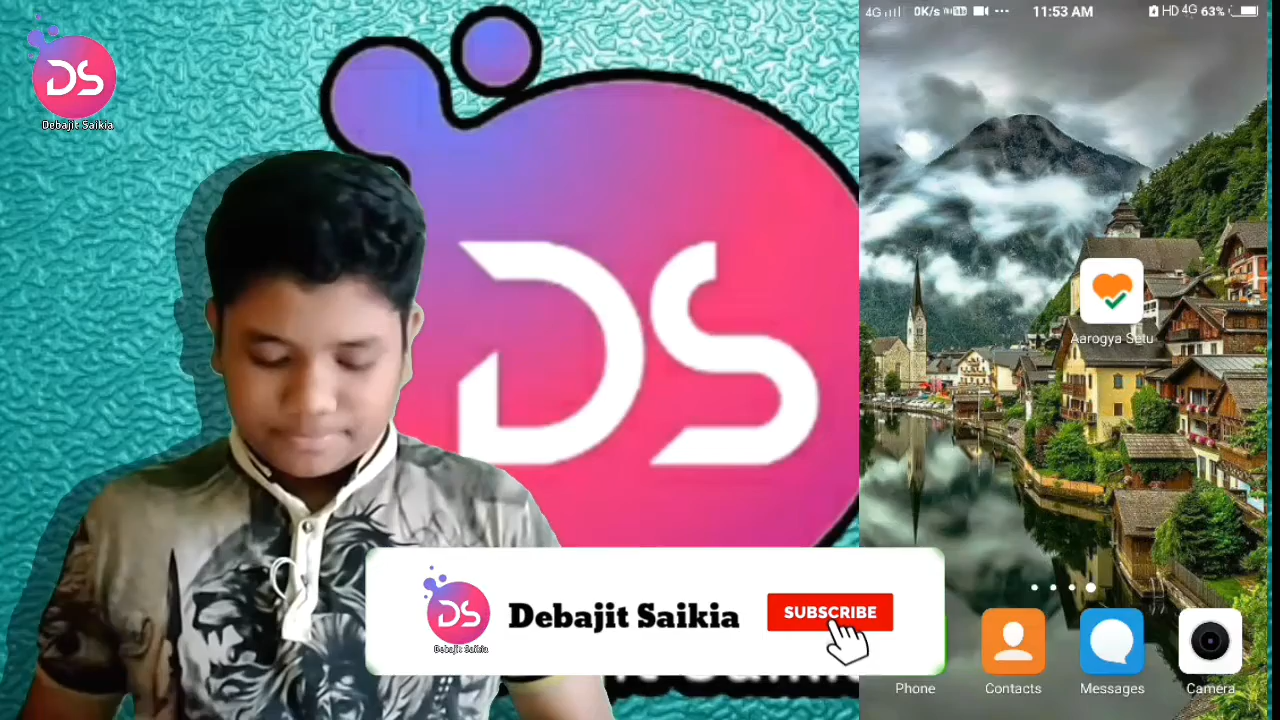 DS
Debajit Saikia
DS
4G 0K/s 11:53 AM HD 4G 63%
Aarogya Setu
DS
Debajit Saikia
Debajit Saikia
SUBSCRIBE
Phone
Contacts
Messages
Camera